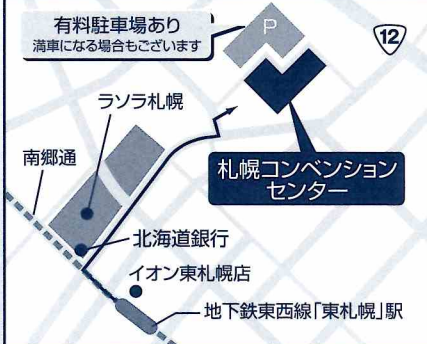 有料駐車場あり
満車になる場合もございます
P
12
ラソラ札幌
南郷通
札幌コンベンション
センター
北海道銀行
イオン東札幌店
地下鉄東西線「東札幌」駅